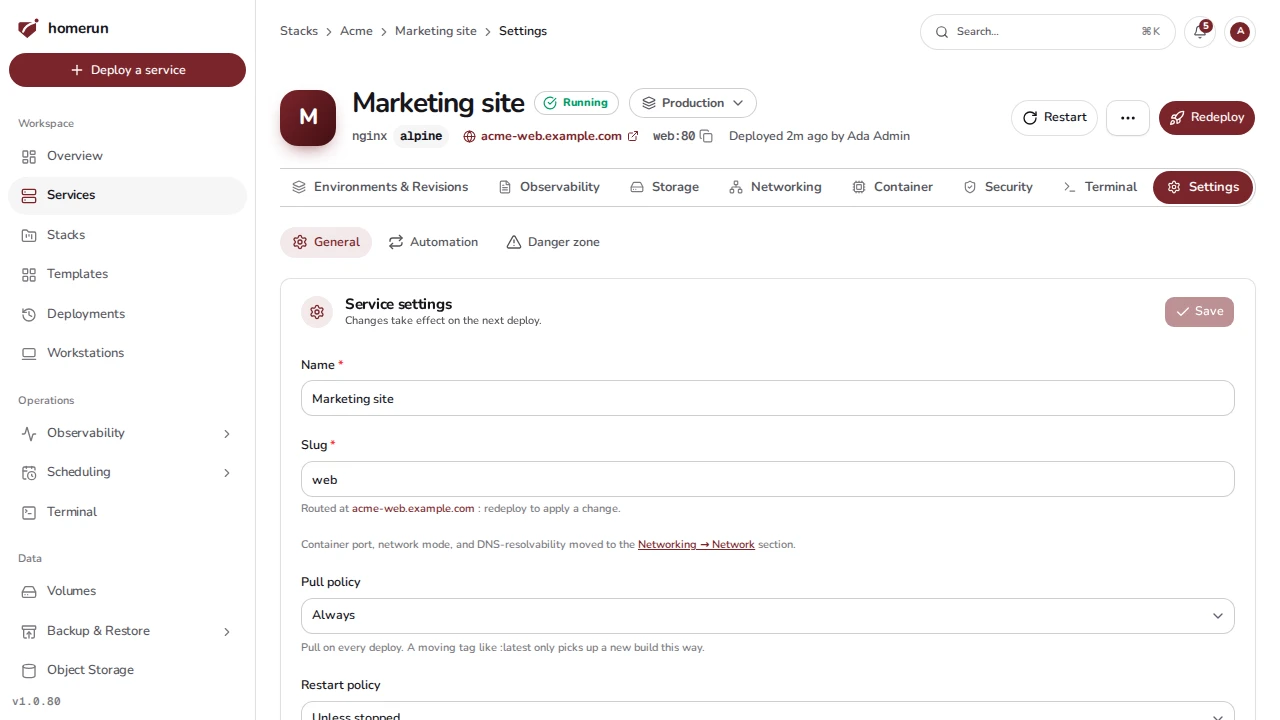 homerun
Deploy a service
Workspace
Overview
Services
Stacks
Templates
Deployments
Workstations
Operations
Observability
Scheduling
Terminal
Data
Volumes
Backup & Restore
Object Storage
v1.0.80
Stacks > Acme > Marketing site > Settings
Search... ⌘K
5
A
M
Marketing site
Running
Production
nginx alpine acme-web.example.com web:80 Deployed 2m ago by Ada Admin
Restart
Redeploy
Environments & Revisions
Observability
Storage
Networking
Container
Security
Terminal
Settings
General
Automation
Danger zone
Service settings
Changes take effect on the next deploy.
Save
Name *
Marketing site
Slug *
web
Routed at acme-web.example.com : redeploy to apply a change.
Container port, network mode, and DNS-resolvability moved to the Networking → Network section.
Pull policy
Always
Pull on every deploy. A moving tag like :latest only picks up a new build this way.
Restart policy
Unless stopped